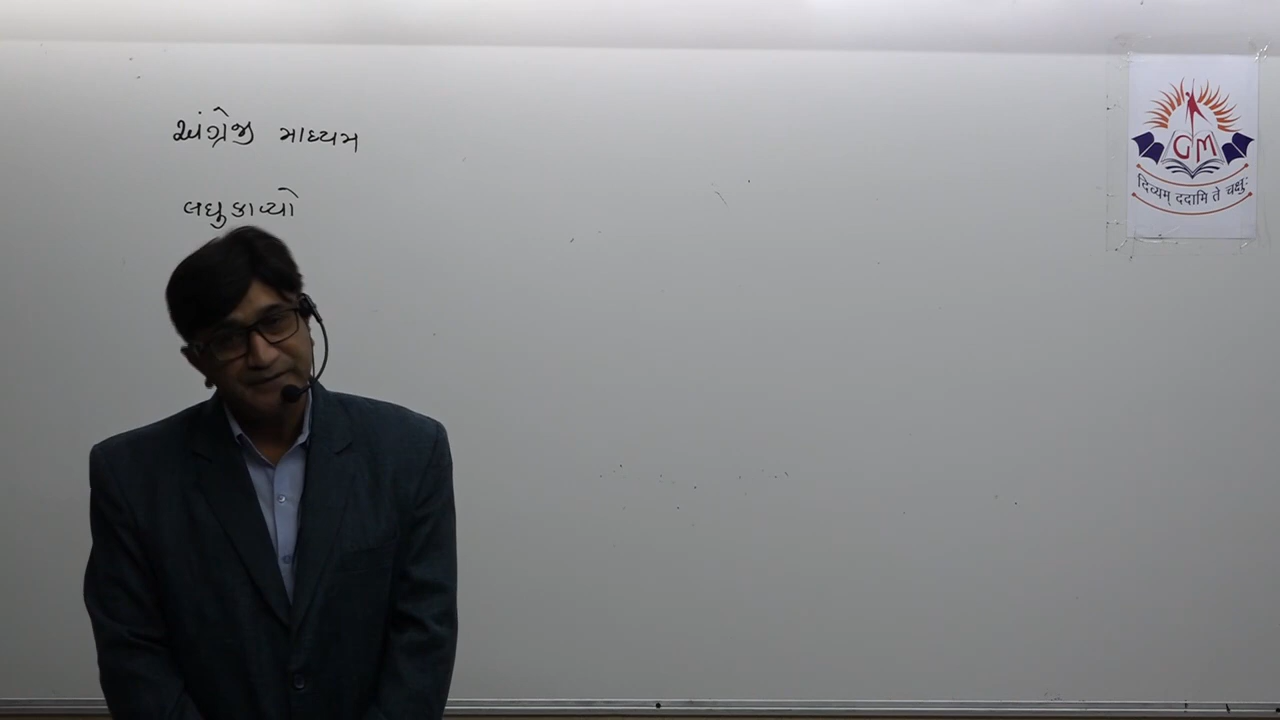 અંગ્રેજી માધ્યમ
લઘુકાવ્યો
GM
दिव्यम् ददामि ते चक्षुः